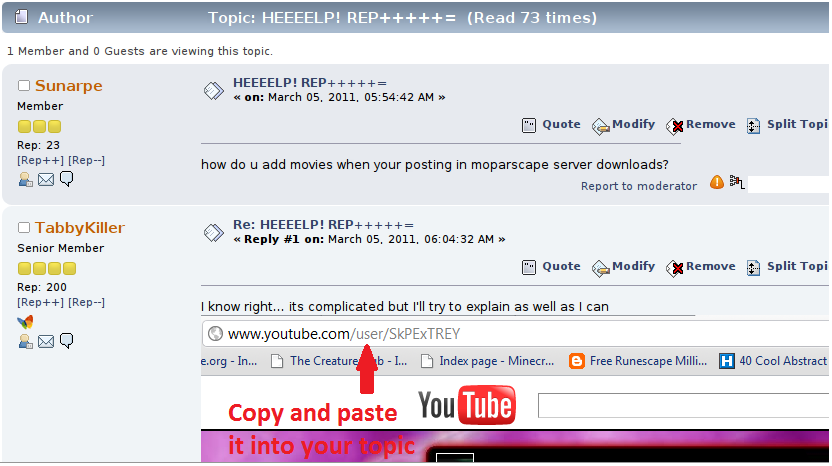 Author Topic: HEEEELP! REP+++++= (Read 73 times)
1 Member and 0 Guests are viewing this topic.
Sunarpe
Member
Rep: 23
[Rep++] [Rep--]
HEEEELP! REP+++++=
« on: March 05, 2011, 05:54:42 AM »
Quote Modify Remove Split Topi
how do u add movies when your posting in moparscape server downloads?
Report to moderator
TabbyKiller
Senior Member
Rep: 200
[Rep++] [Rep--]
Re: HEEEELP! REP+++++=
« Reply #1 on: March 05, 2011, 06:04:32 AM »
Quote Modify Remove Split Topi
I know right... its complicated but I'll try to explain as well as I can
www.youtube.com/user/SkPExTREY
e.org - In... The Creature ub - I... Index page - Minecr... Free Runescape Milli... 40 Cool Abstract
YouTube
Copy and paste
it into your topic